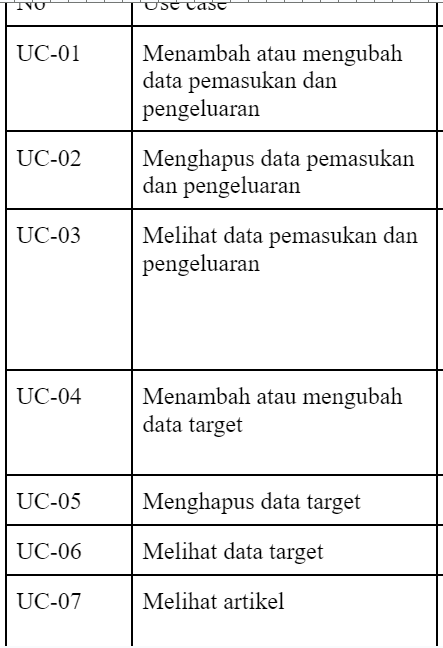 No Use case
UC-01 Menambah atau mengubah
data pemasukan dan
pengeluaran
UC-02 Menghapus data pemasukan
dan pengeluaran
UC-03 Melihat data pemasukan dan
pengeluaran
UC-04 Menambah atau mengubah
data target
UC-05 Menghapus data target
UC-06 Melihat data target
UC-07 Melihat artikel